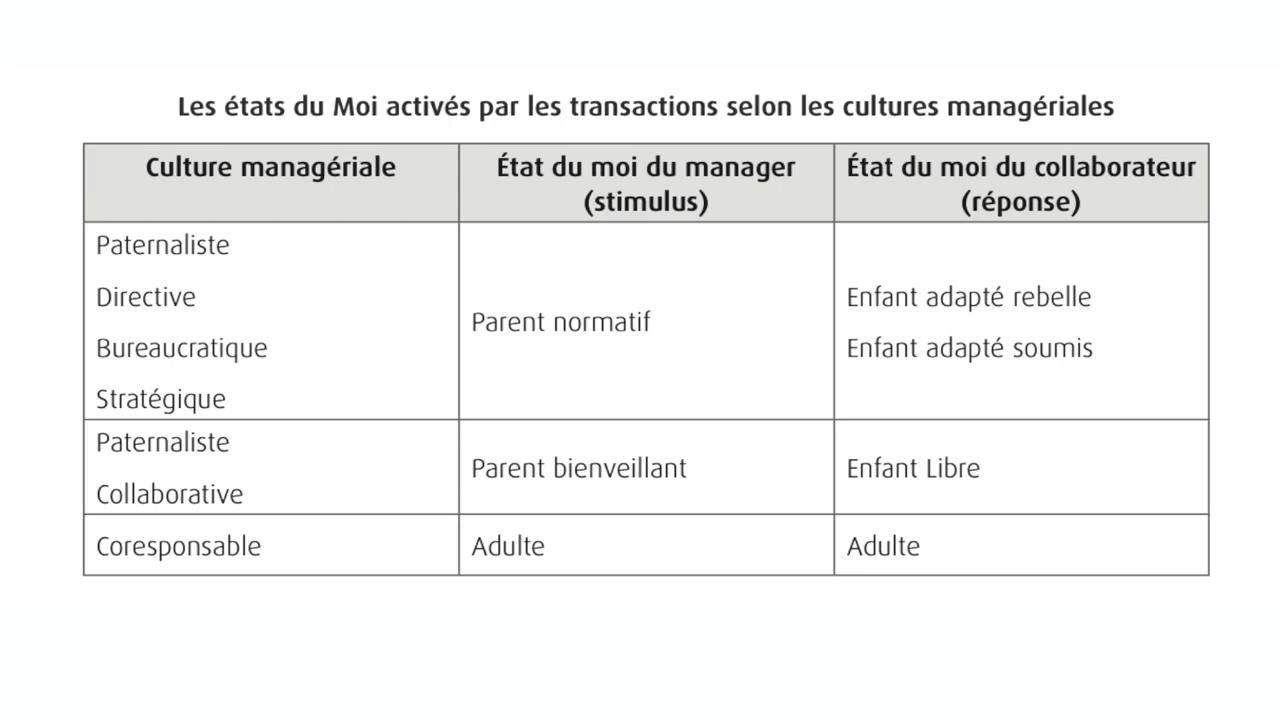 Les états du Moi activés par les transactions selon les cultures managériales
Culture managériale
État du moi du manager
(stimulus)
État du moi du collaborateur
(réponse)
Paternaliste
Directive
Bureaucratique
Stratégique
Parent normatif
Enfant adapté rebelle
Enfant adapté soumis
Paternaliste
Collaborative
Parent bienveillant
Enfant Libre
Coresponsable
Adulte
Adulte